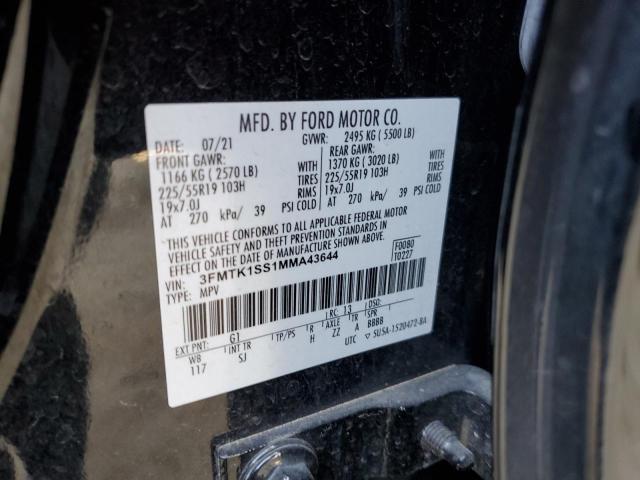 MFD. BY FORD MOTOR CO.
DATE: 07/21 GVWR: 2495 KG ( 5500 LB)
FRONT GAWR: REAR GAWR:
1166 KG ( 2570 LB) WITH 1370 KG ( 3020 LB) WITH
225/55R19 103H TIRES 225/55R19 103H TIRES
19x7.0J RIMS 19x7.0J RIMS
AT 270 kPa/ 39 PSI COLD AT 270 kPa/ 39 PSI COLD
THIS VEHICLE CONFORMS TO ALL APPLICABLE FEDERAL MOTOR
VEHICLE SAFETY AND THEFT PREVENTION STANDARDS IN
EFFECT ON THE DATE OF MANUFACTURE SHOWN ABOVE.
VIN: 3FMTK1SS1MMA43644 F0080
TYPE: MPV T0227
EXT PNT: G1 RC: 13 DSO:
WB INT TR TP/PS R AXLE TR SPR
117 SJ H ZZ A BBBB
UTC ▽ 5U5A-1520472-BA